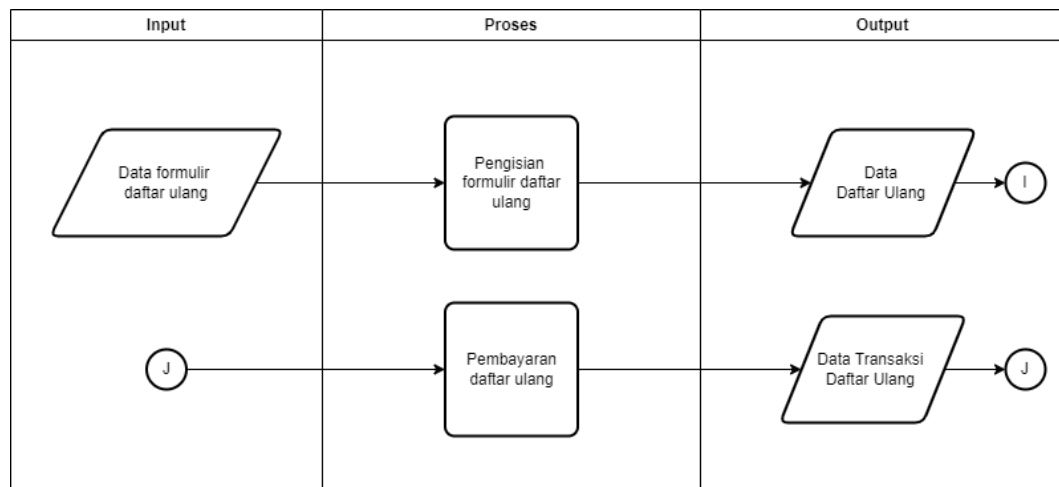 Input
Proses
Output
Data formulir
daftar ulang
Pengisian
formulir daftar
ulang
Data
Daftar Ulang
I
J
Pembayaran
daftar ulang
Data Transaksi
Daftar Ulang
J